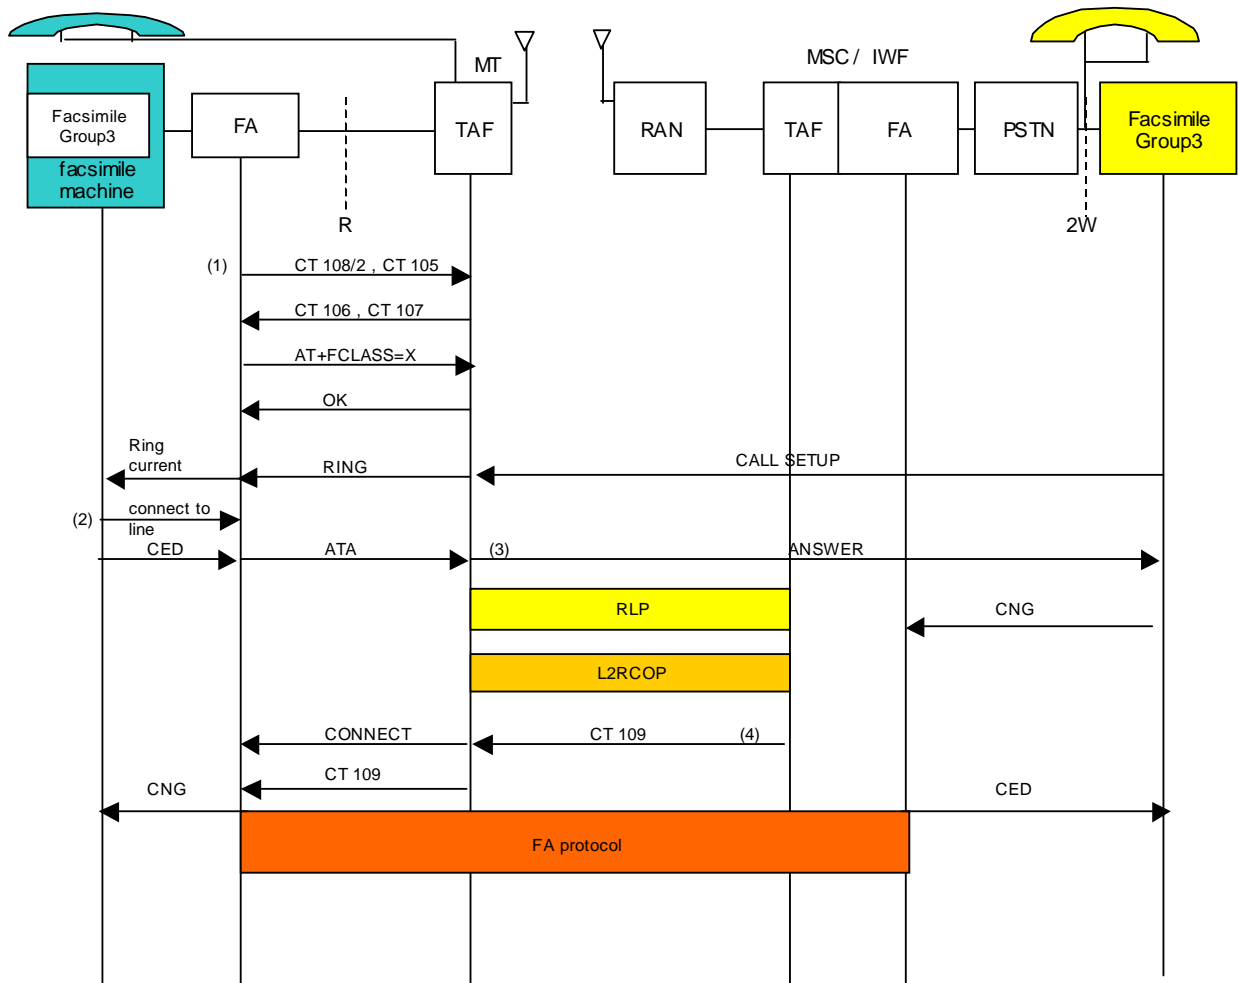 MT
MSC / IWF
Facsimile
Group3
facsimile
machine
FA
TAF
RAN
TAF
FA
PSTN
Facsimile
Group3
R
2W
(1)
CT 108/2 , CT 105
CT 106 , CT 107
AT+FCLASS=X
OK
Ring
current
RING
CALL SETUP
(2)
connect to
line
CED
ATA
(3)
ANSWER
RLP
CNG
L2RCOP
CONNECT
CT 109
(4)
CT 109
CNG
CED
FA protocol